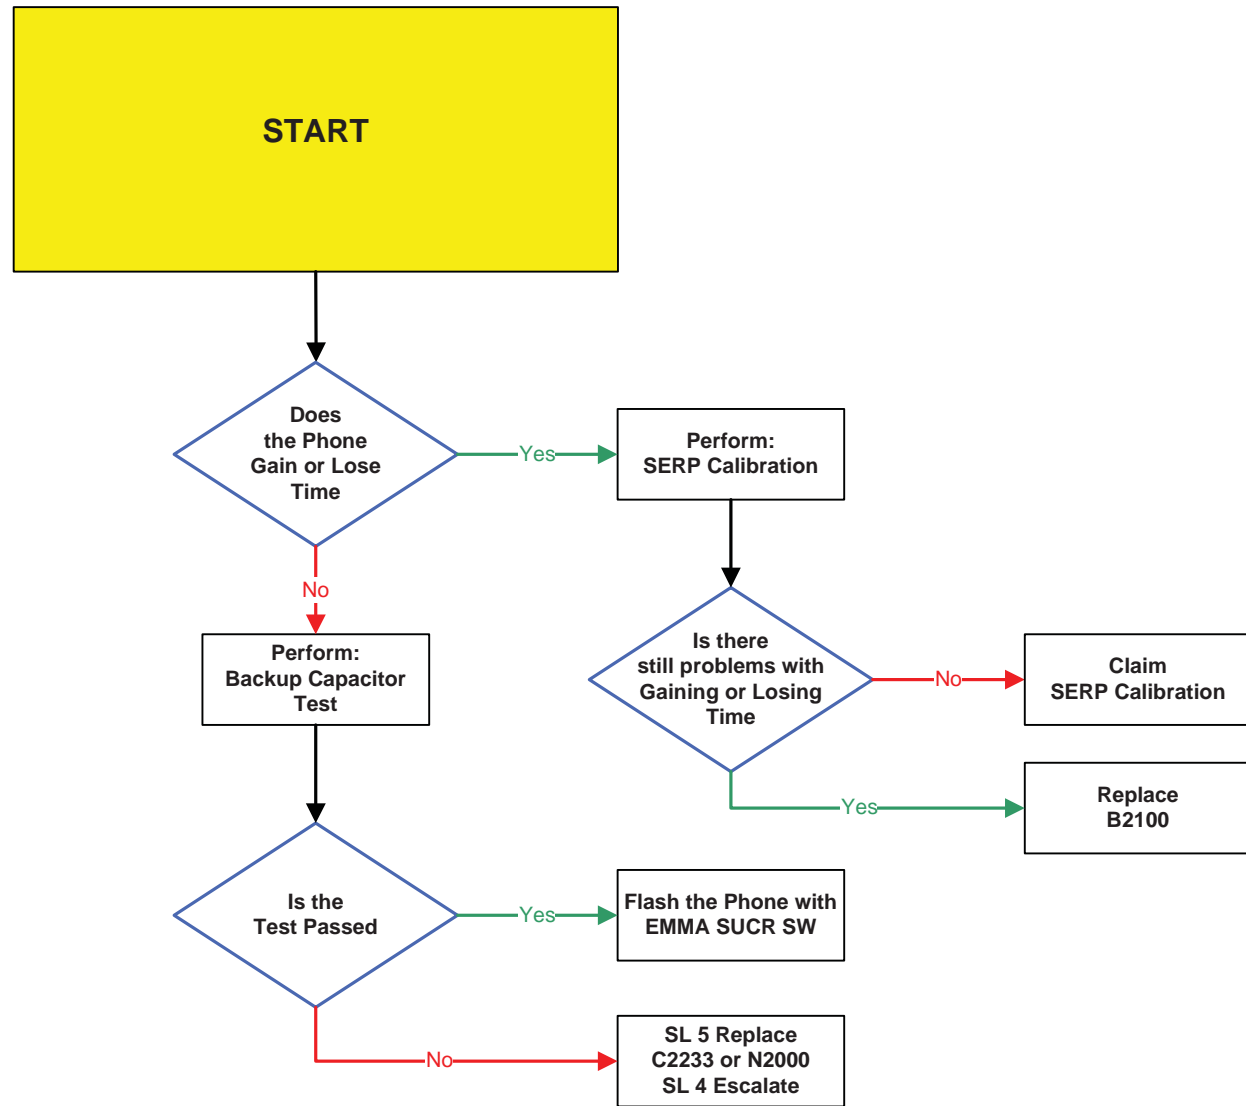 START
Does
the Phone
Gain or Lose
Time
Yes
Perform:
SERP Calibration
No
Perform:
Backup Capacitor
Test
Is there
still problems with
Gaining or Losing
Time
No
Claim
SERP Calibration
Yes
Replace
B2100
Is the
Test Passed
Yes
Flash the Phone with
EMMA SUCR SW
No
SL 5 Replace
C2233 or N2000
SL 4 Escalate